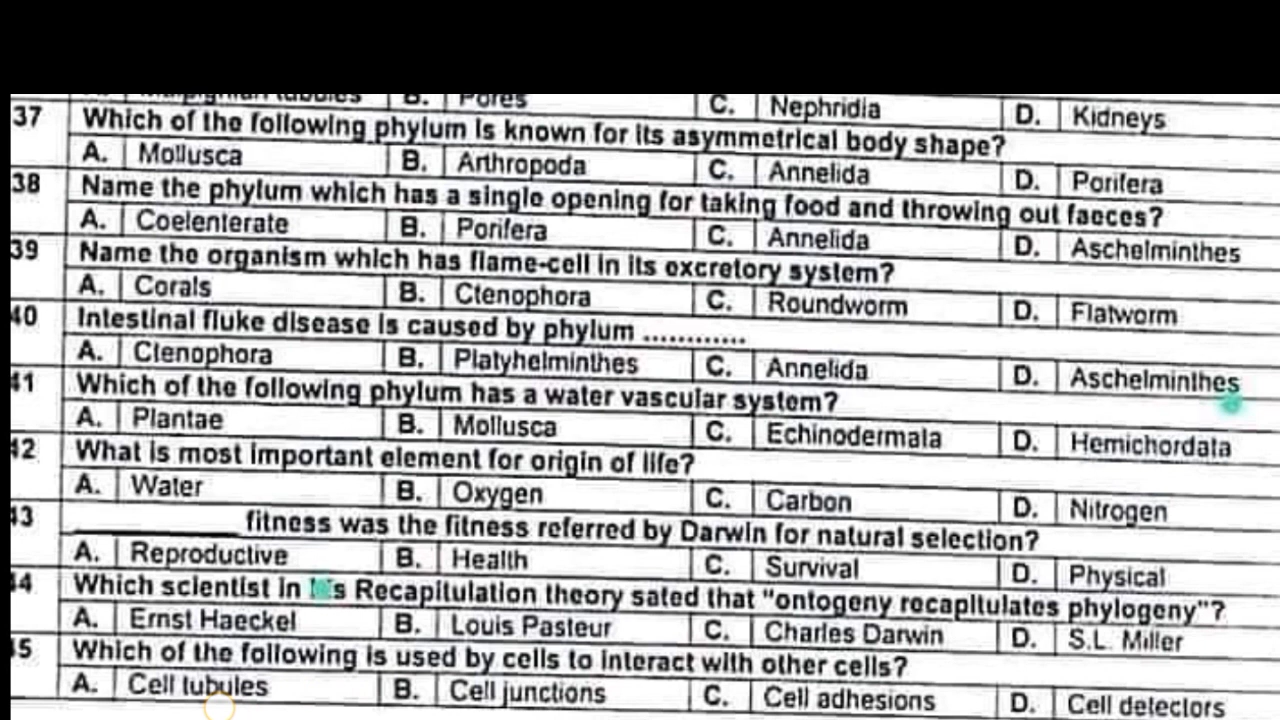 B. Pores C. Nephridia D. Kidneys
37 Which of the following phylum is known for its asymmetrical body shape?
A. Mollusca B. Arthropoda C. Annelida D. Porifera
38 Name the phylum which has a single opening for taking food and throwing out faeces?
A. Coelenterate B. Porifera C. Annelida D. Aschelminthes
39 Name the organism which has flame-cell in its excretory system?
A. Corals B. Ctenophora C. Roundworm D. Flatworm
40 Intestinal fluke disease is caused by phylum ............
A. Ctenophora B. Platyhelminthes C. Annelida D. Aschelminthes
41 Which of the following phylum has a water vascular system?
A. Plantae B. Mollusca C. Echinodermata D. Hemichordata
42 What is most important element for origin of life?
A. Water B. Oxygen C. Carbon D. Nitrogen
43 __________ fitness was the fitness referred by Darwin for natural selection?
A. Reproductive B. Health C. Survival D. Physical
44 Which scientist in s Recapitulation theory sated that "ontogeny recapitulates phylogeny"?
A. Ernst Haeckel B. Louis Pasteur C. Charles Darwin D. S.L. Miller
45 Which of the following is used by cells to interact with other cells?
A. Cell tubules B. Cell junctions C. Cell adhesions D. Cell detectors